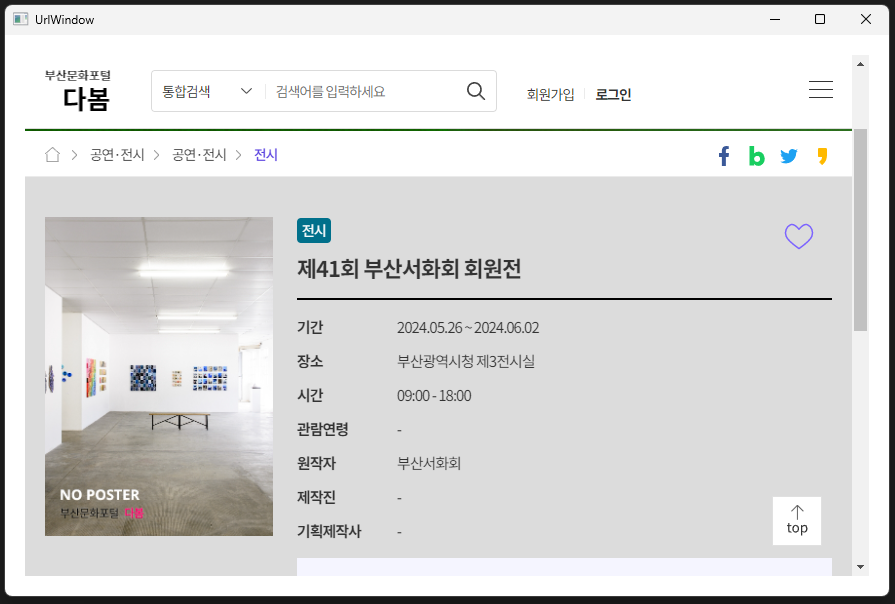 UrlWindow
부산문화포털
다봄
통합검색
검색어를 입력하세요
회원가입
로그인
공연·전시
공연·전시
전시
전시
제41회 부산서화회 회원전
기간 2024.05.26 ~ 2024.06.02
장소 부산광역시청 제3전시실
시간 09:00 - 18:00
관람연령 -
원작자 부산서화회
제작진 -
기획제작사 -
NO POSTER
부산문화포털 다봄
top